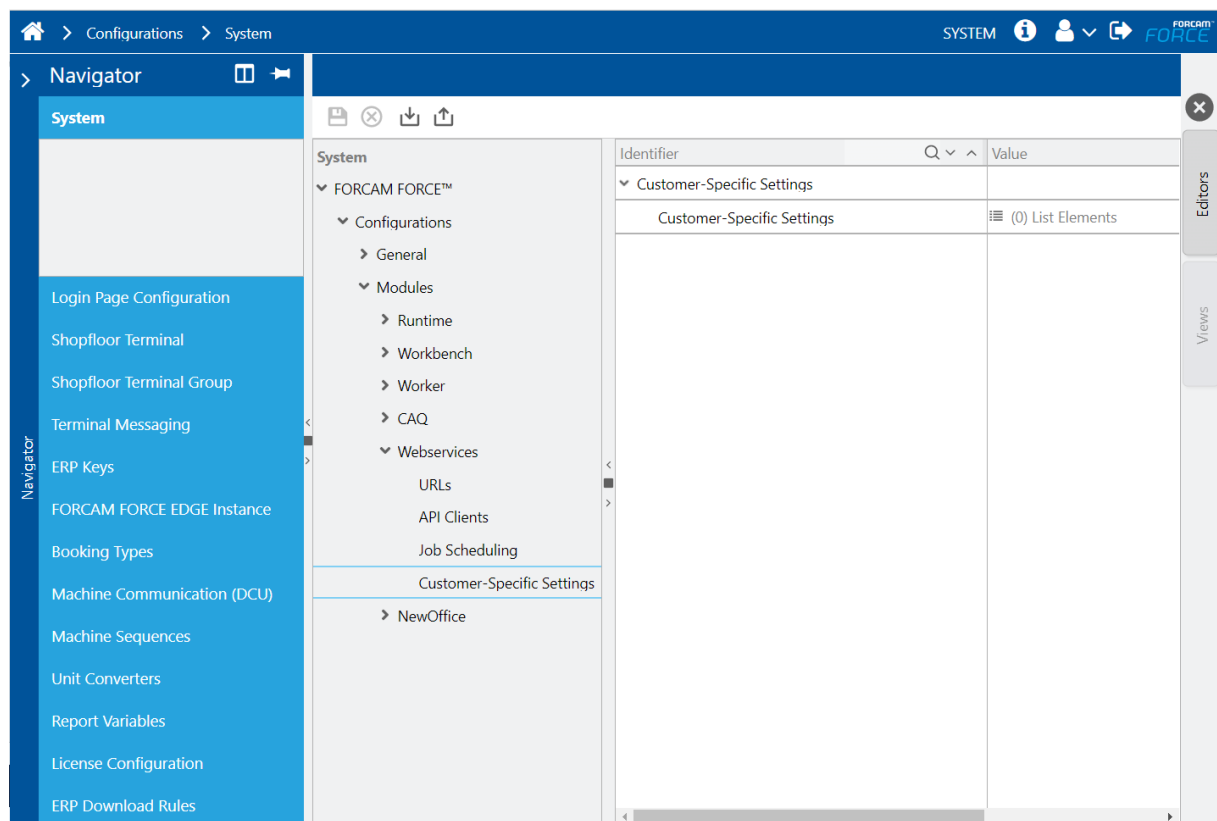 Configurations
System
SYSTEM
FORCAM™
FORCE
Navigator
System
Login Page Configuration
Shopfloor Terminal
Shopfloor Terminal Group
Terminal Messaging
ERP Keys
FORCAM FORCE EDGE Instance
Booking Types
Machine Communication (DCU)
Machine Sequences
Unit Converters
Report Variables
License Configuration
ERP Download Rules
Navigator
System
FORCAM FORCE™
Configurations
General
Modules
Runtime
Workbench
Worker
CAQ
Webservices
URLs
API Clients
Job Scheduling
Customer-Specific Settings
NewOffice
Identifier
Value
Customer-Specific Settings
Customer-Specific Settings
(0) List Elements
Editors
Views